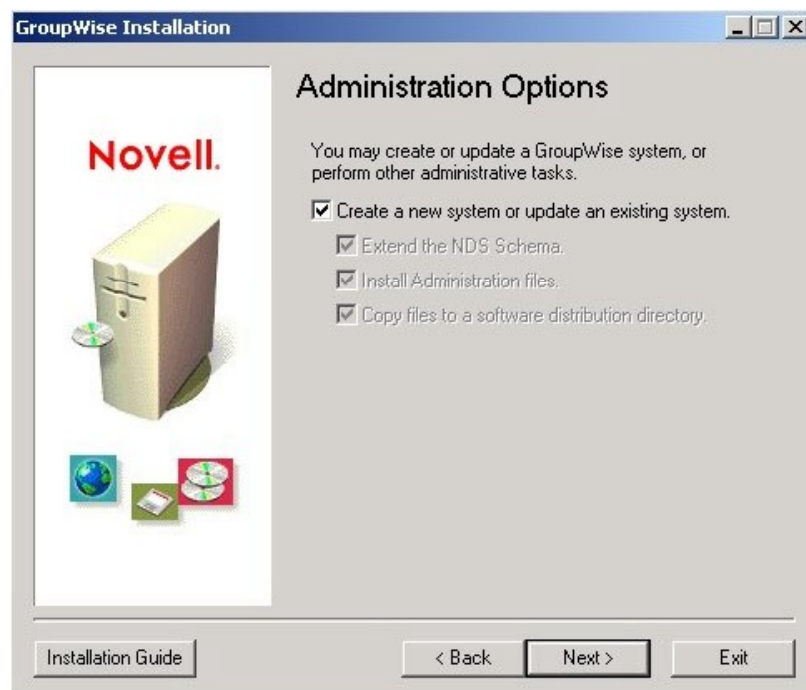 GroupWise Installation
Novell.
Administration Options
You may create or update a GroupWise system, or
perform other administrative tasks.
Create a new system or update an existing system.
Extend the NDS Schema.
Install Administration files.
Copy files to a software distribution directory.
Installation Guide
< Back
Next >
Exit